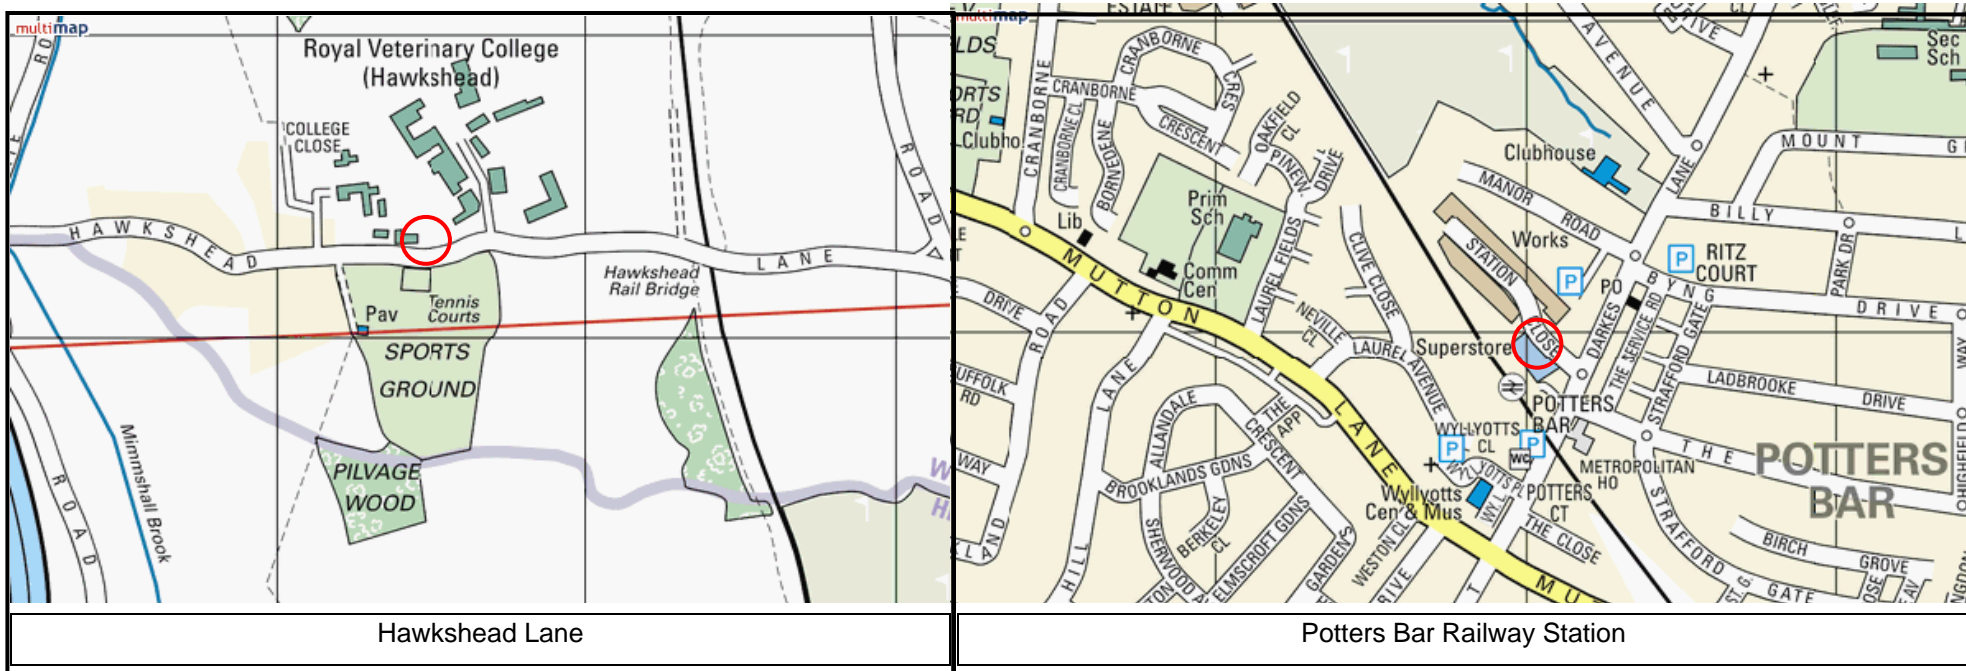 multimap
Royal Veterinary College
(Hawkshead)
COLLEGE
CLOSE
HAWKSHEAD
LANE
ROAD
Hawkshead
Rail Bridge
Tennis
Courts
Pav
SPORTS
GROUND
PILVAGE
WOOD
Mimmshall Brook
ROAD
Hawkshead Lane
multimap
ESTATE
Clubho
CRANBORNE
CRANBORNE
CRES
CRANBORNE
CRANBORNE CL
BORNEDENE
CRESCENT
OAKFIELD
CL
PINEW
DRIVE
Prim
Sch
Lib
Comm
Cen
LAUREL FIELDS
CLIVE CLOSE
MUTTON
LANE
NEVILLE
CL
LAUREL AVENUE
DRIVE
ROAD
LANE
HILL
WAY
ALLANDALE
THE
APP
CRESCENT
BROOKLANDS GDNS
BERKELEY
CL
GARDENS
WESTON CL
Wyllyotts
Cen & Mus
WYLLYOTTS
CL
POTTERS
CT
THE CLOSE
AVENUE
Sec
Sch
MOUNT
Clubhouse
LANE
MANOR
ROAD
BILLY
Works
STATION
CLOSE
P
P
RITZ
COURT
PARK DR
PO
BYNG
DRIVE
DARKES
THE SERVICE RD
STRAFFORD GATE
Superstore
LADBROOKE
DRIVE
POTTERS
BAR
P
P
WC
METROPOLITAN
HO
THE
POTTERS
BAR
STRAFFORD
GATE
BIRCH
GROVE
Potters Bar Railway Station